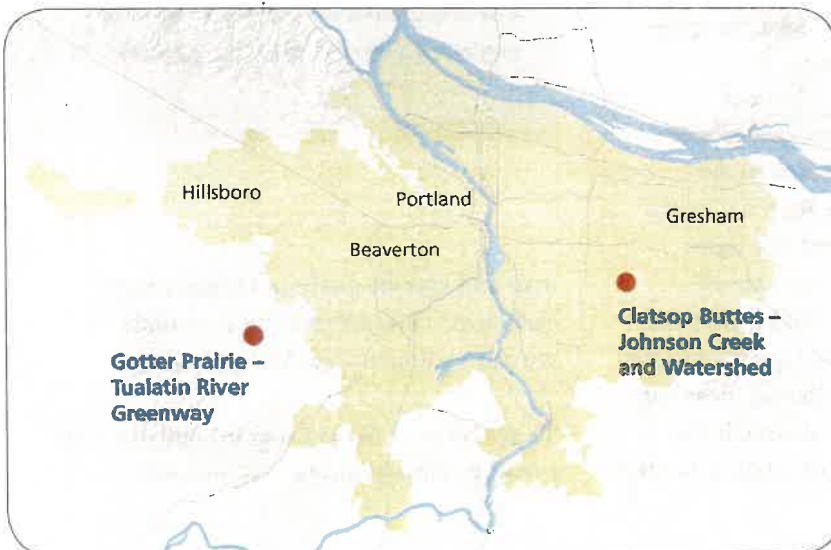 Hillsboro
Portland
Gresham
Beaverton
Clatsop Buttes –
Johnson Creek
and Watershed
Gotter Prairie –
Tualatin River
Greenway